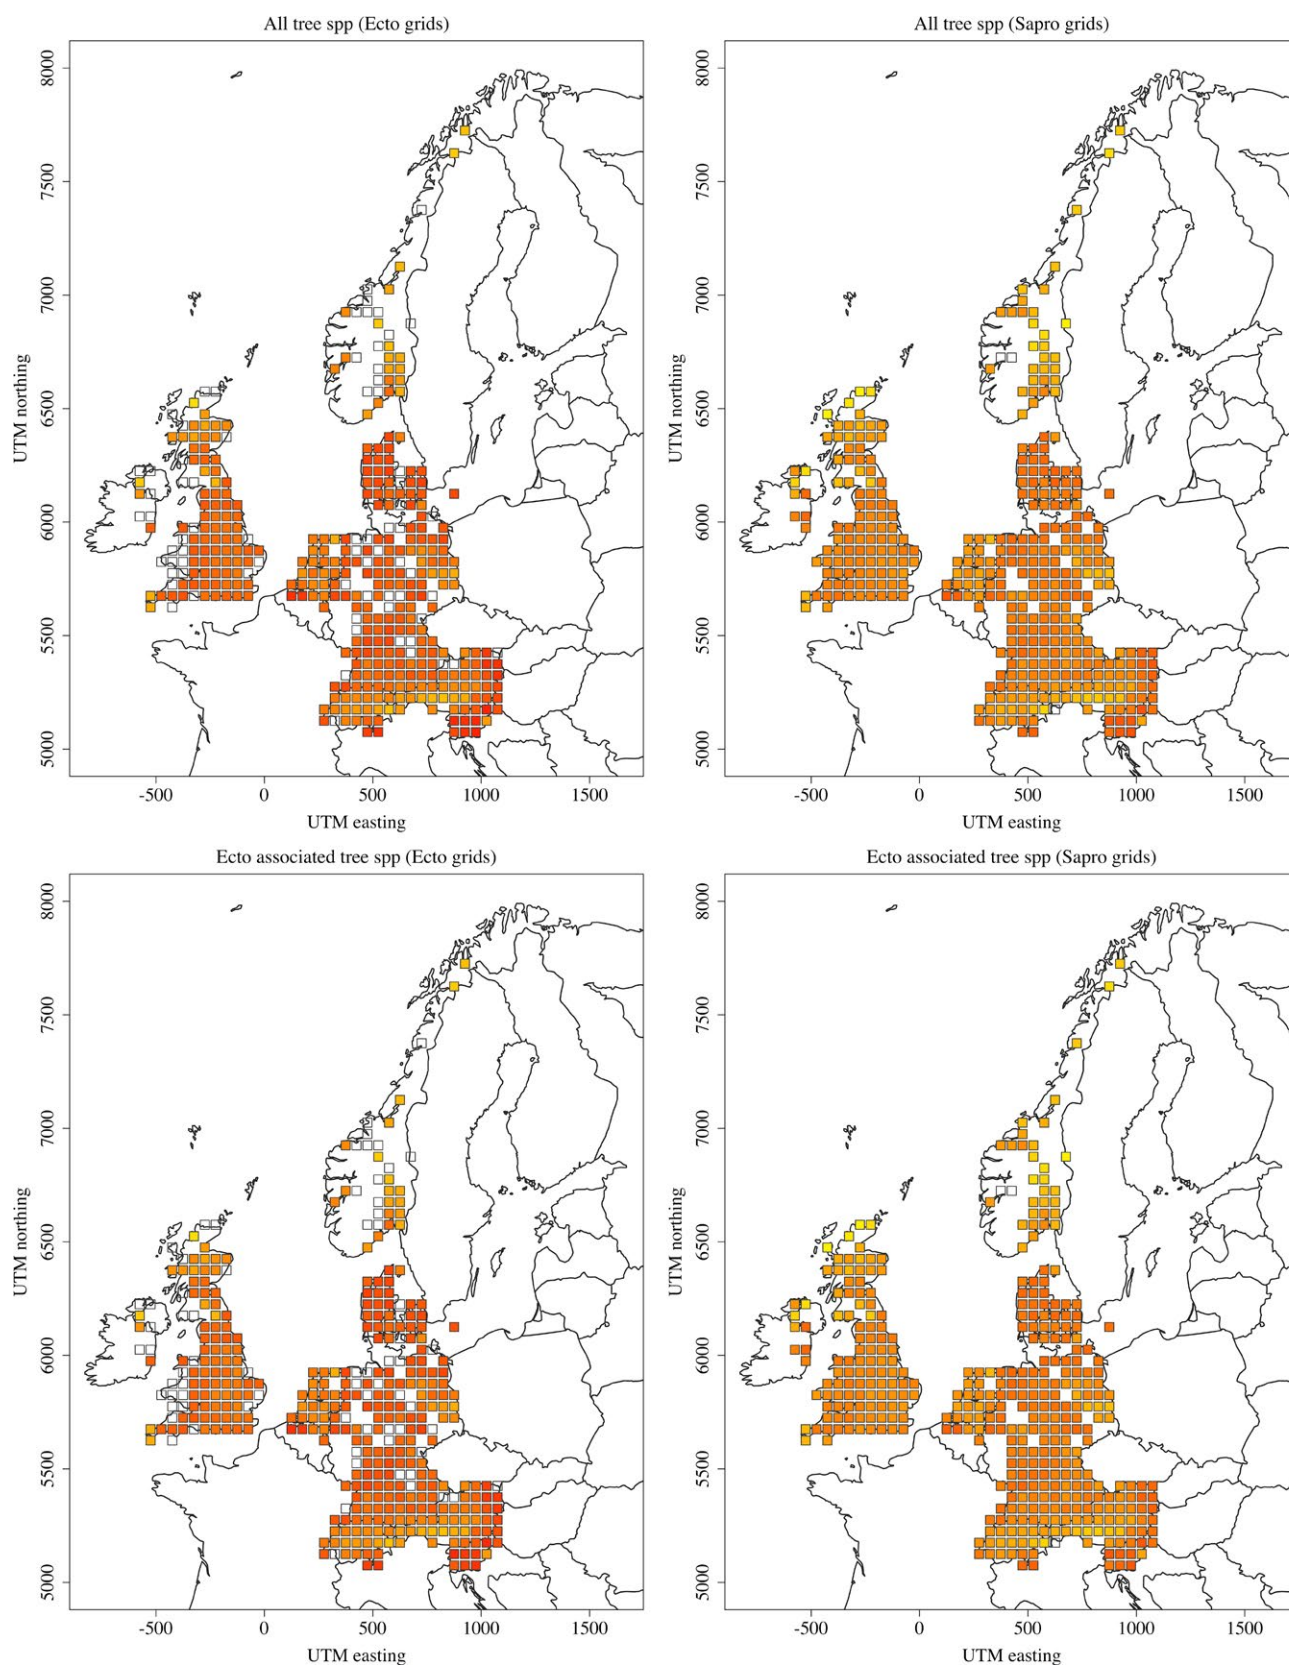 All tree spp (Ecto grids)
8000
7500
7000
6500
6000
5500
5000
UTM northing
-500 0 500 1000 1500
UTM easting
All tree spp (Sapro grids)
8000
7500
7000
6500
6000
5500
5000
UTM northing
-500 0 500 1000 1500
UTM easting
Ecto associated tree spp (Ecto grids)
8000
7500
7000
6500
6000
5500
5000
UTM northing
-500 0 500 1000 1500
UTM easting
Ecto associated tree spp (Sapro grids)
8000
7500
7000
6500
6000
5500
5000
UTM northing
-500 0 500 1000 1500
UTM easting